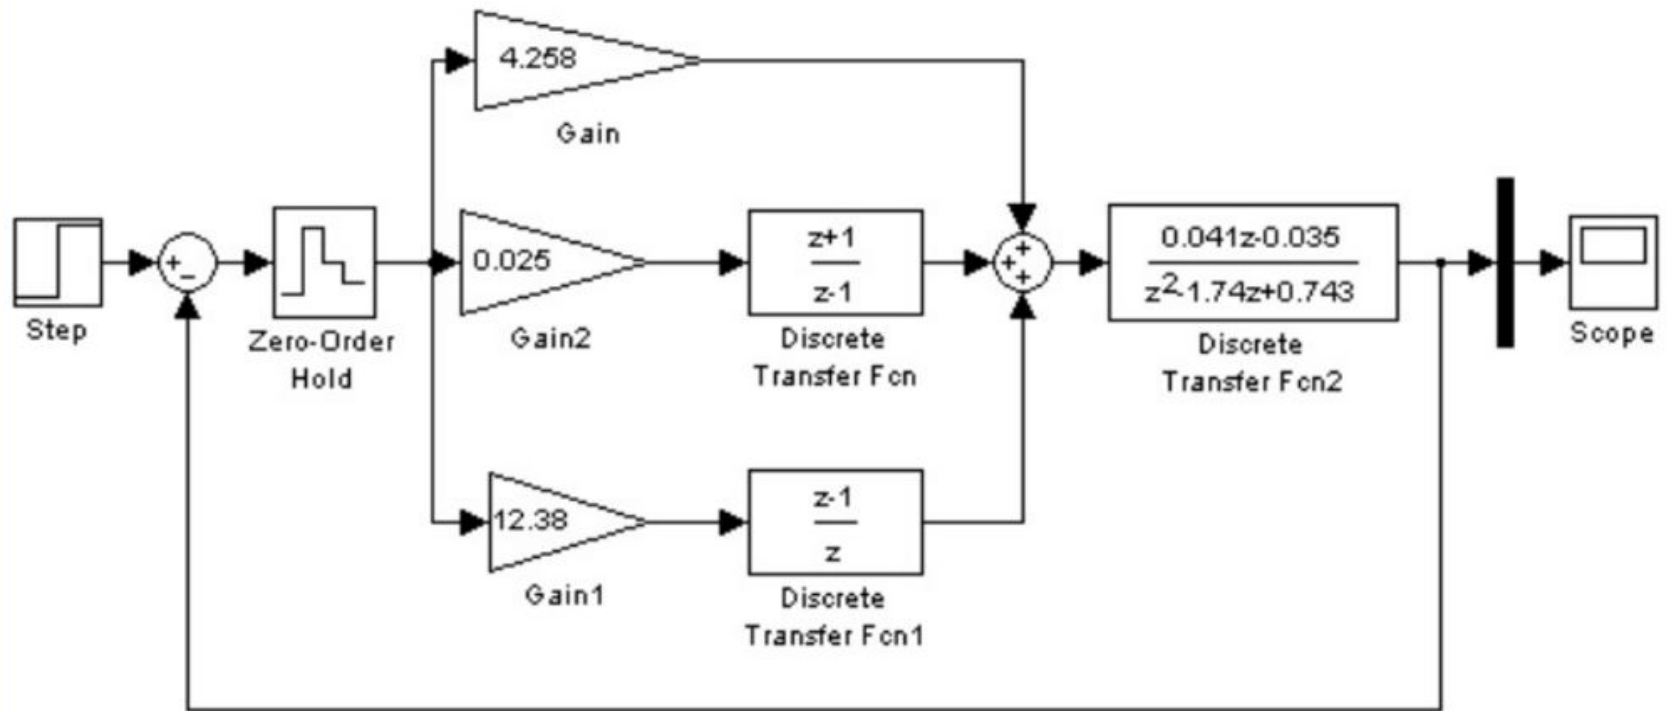 4.258
Gain
Step
+
−
Zero-Order
Hold
0.025
Gain2
z+1
z-1
Discrete
Transfer Fcn
+
+
+
0.041z-0.035
z²-1.74z+0.743
Discrete
Transfer Fcn2
Scope
12.38
Gain1
z-1
z
Discrete
Transfer Fcn1